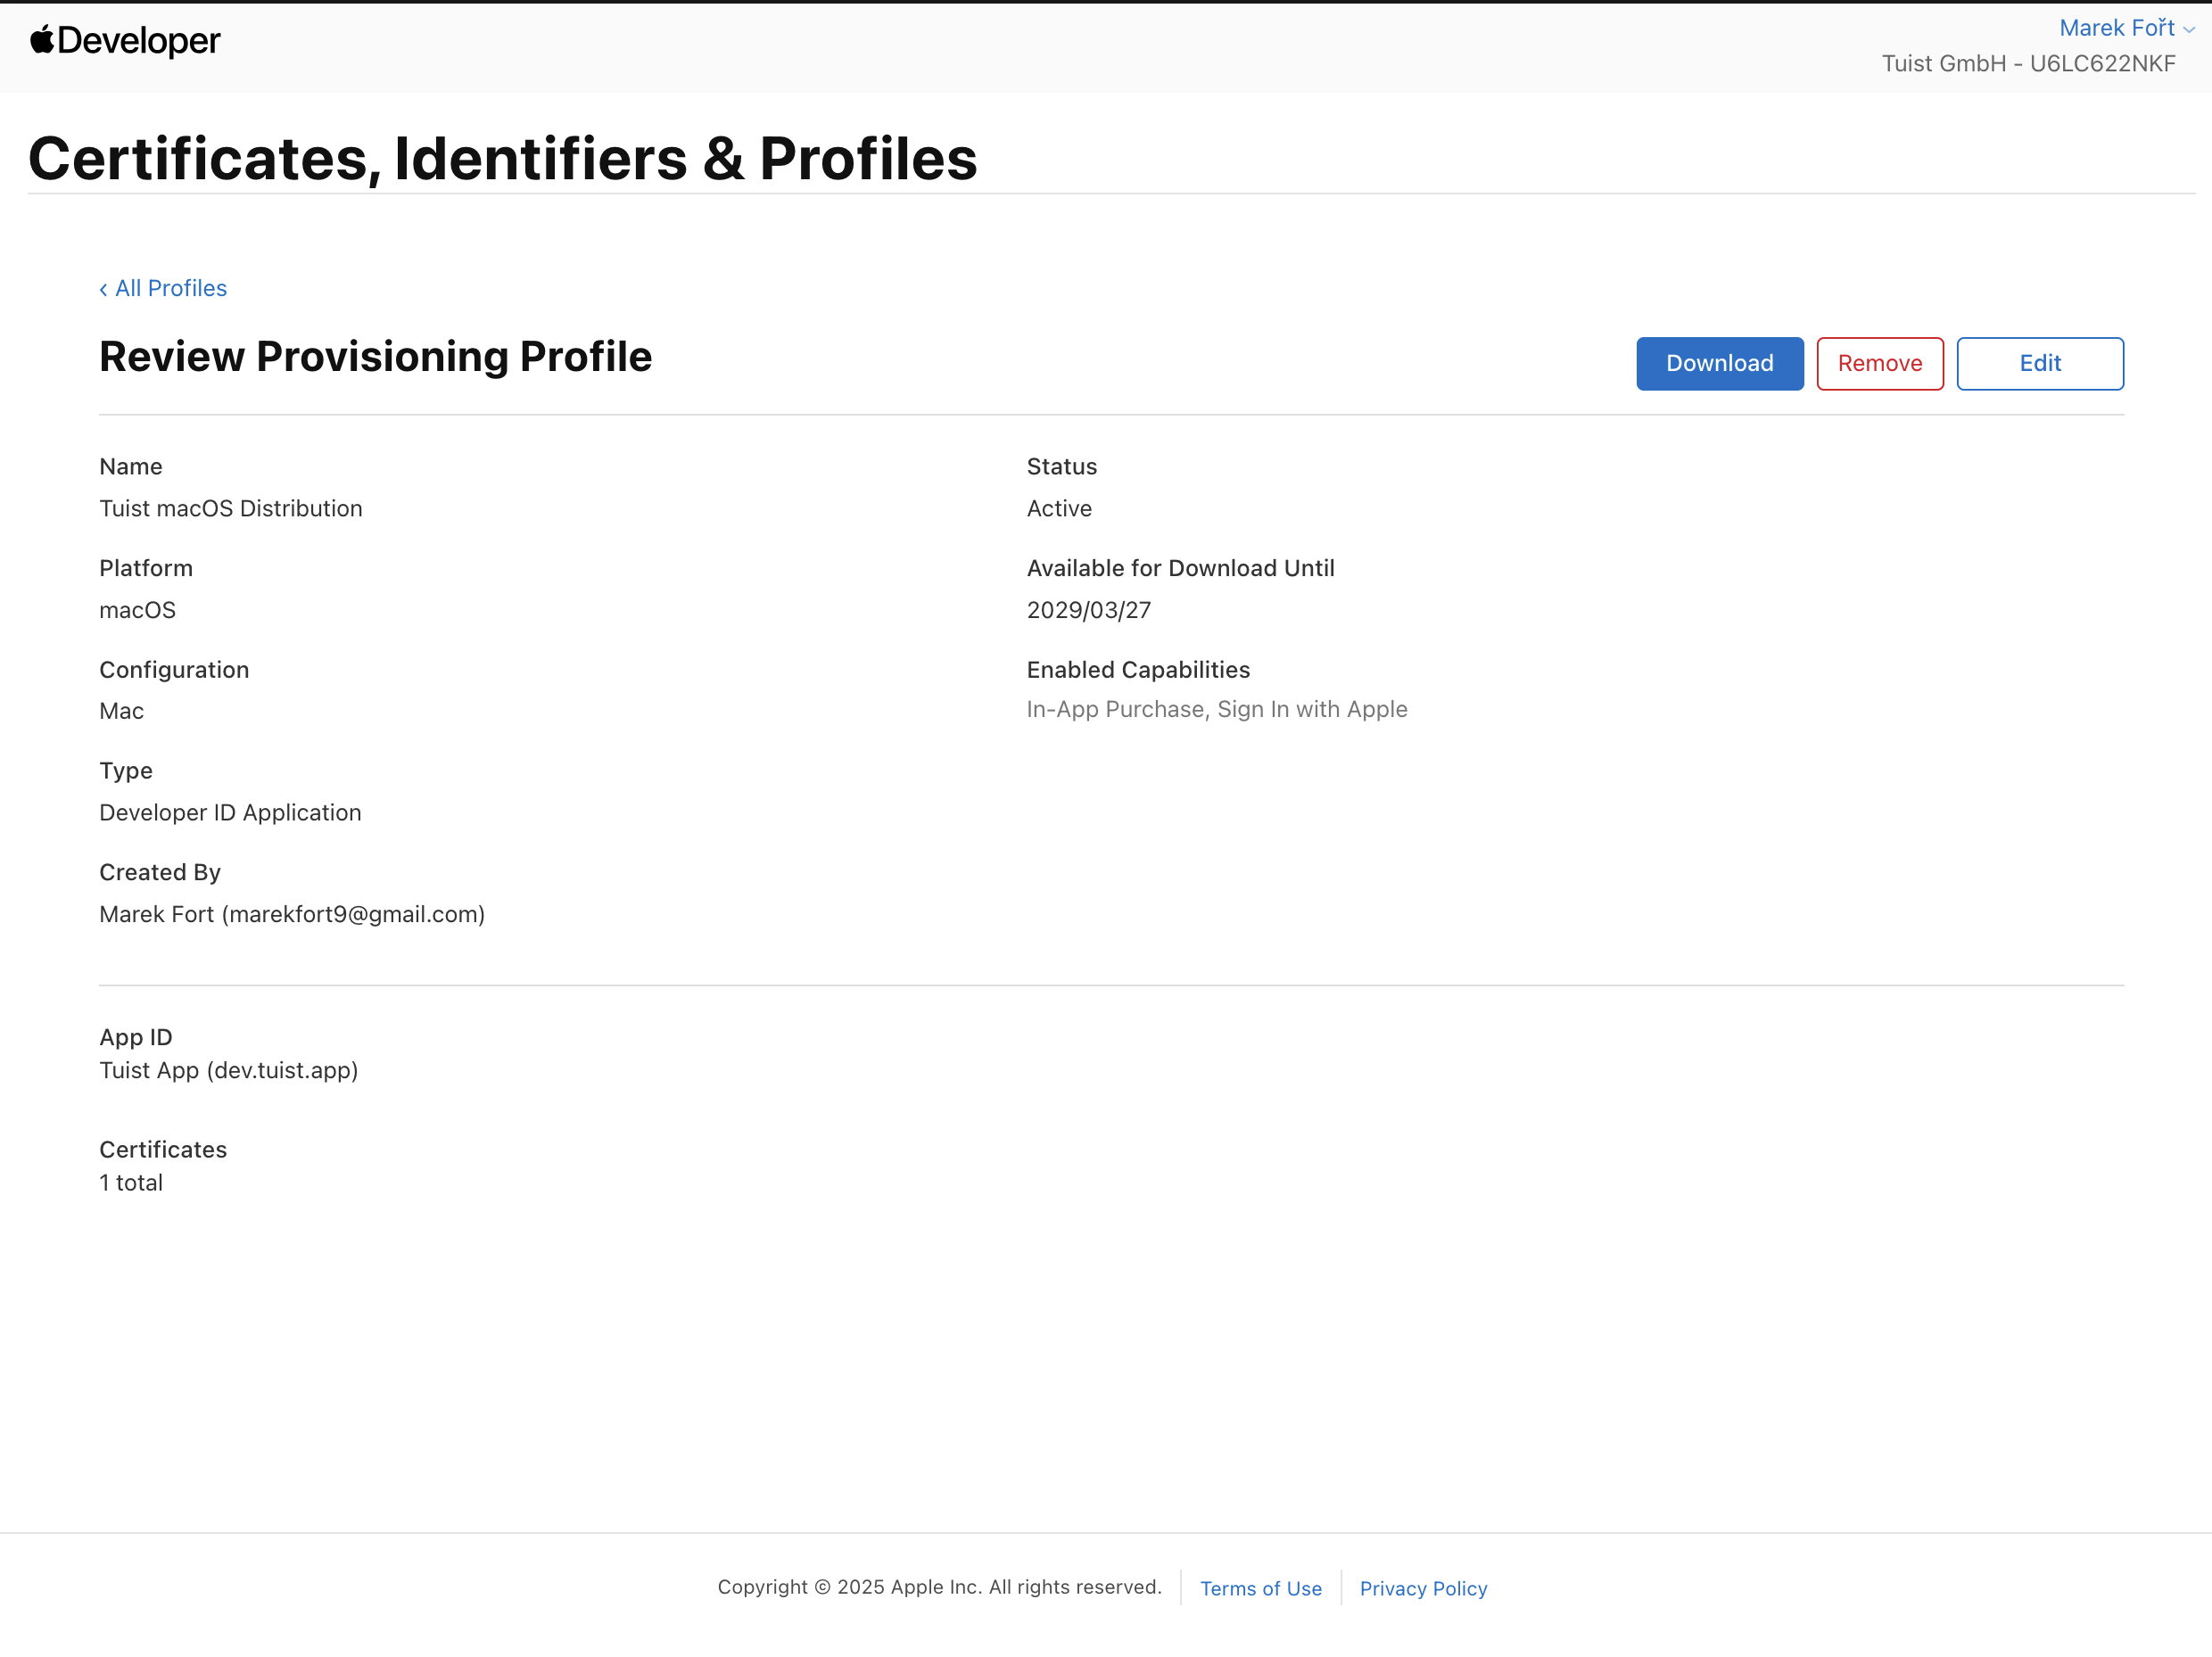 Developer
Marek Fořt
Tuist GmbH - U6LC622NKF
Certificates, Identifiers & Profiles
‹ All Profiles
Review Provisioning Profile
Download
Remove
Edit
Name
Tuist macOS Distribution
Platform
macOS
Configuration
Mac
Type
Developer ID Application
Created By
Marek Fort (marekfort9@gmail.com)
Status
Active
Available for Download Until
2029/03/27
Enabled Capabilities
In-App Purchase, Sign In with Apple
App ID
Tuist App (dev.tuist.app)
Certificates
1 total
Copyright © 2025 Apple Inc. All rights reserved.
Terms of Use
Privacy Policy